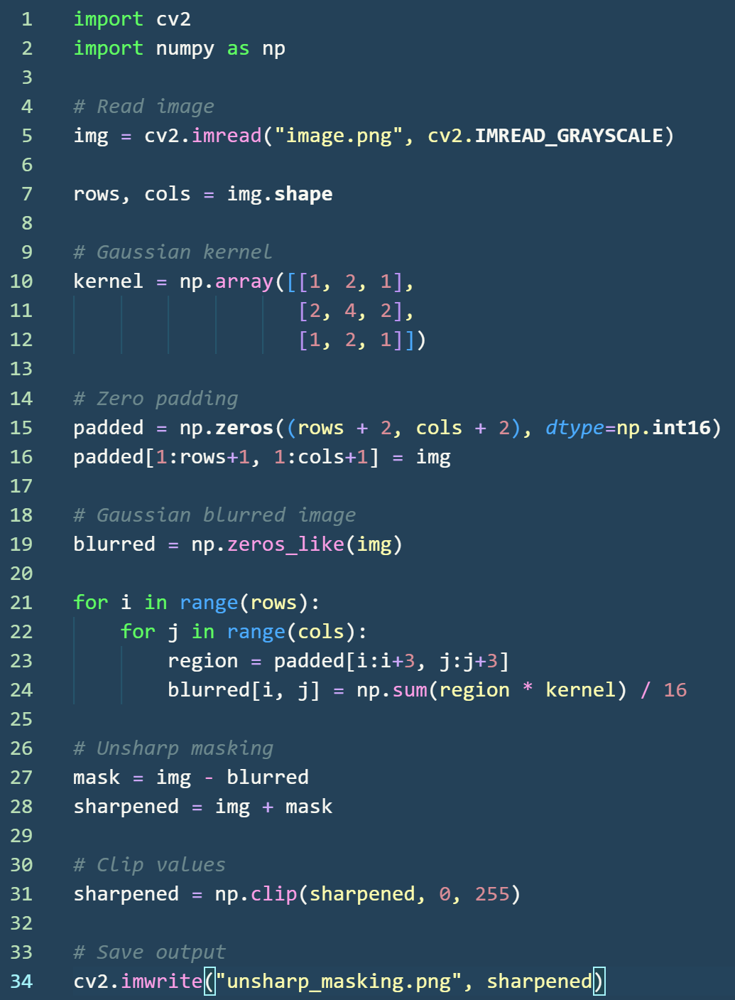 1 import cv2
2 import numpy as np
3
4 # Read image
5 img = cv2.imread("image.png", cv2.IMREAD_GRAYSCALE)
6
7 rows, cols = img.shape
8
9 # Gaussian kernel
10 kernel = np.array([[1, 2, 1],
11                    [2, 4, 2],
12                    [1, 2, 1]])
13
14 # Zero padding
15 padded = np.zeros((rows + 2, cols + 2), dtype=np.int16)
16 padded[1:rows+1, 1:cols+1] = img
17
18 # Gaussian blurred image
19 blurred = np.zeros_like(img)
20
21 for i in range(rows):
22     for j in range(cols):
23         region = padded[i:i+3, j:j+3]
24         blurred[i, j] = np.sum(region * kernel) / 16
25
26 # Unsharp masking
27 mask = img - blurred
28 sharpened = img + mask
29
30 # Clip values
31 sharpened = np.clip(sharpened, 0, 255)
32
33 # Save output
34 cv2.imwrite("unsharp_masking.png", sharpened)